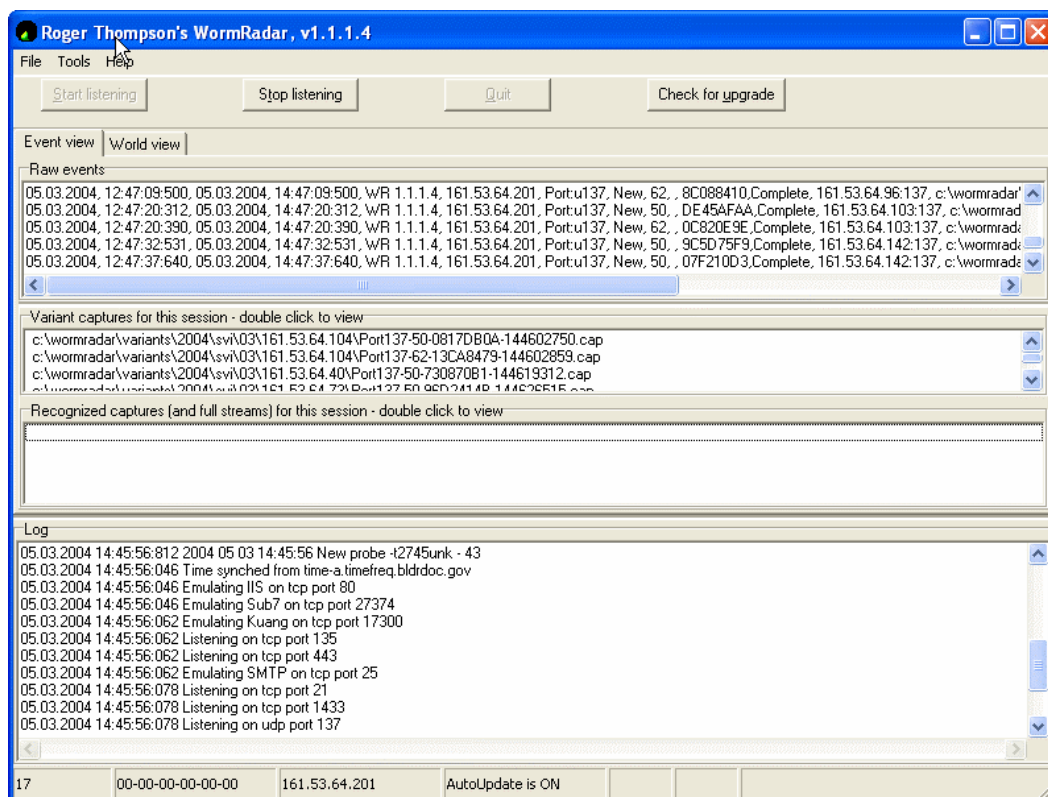 Roger Thompson's WormRadar, v1.1.1.4
File Tools Help
Start listening Stop listening Quit Check for upgrade
Event view World view
Raw events
05.03.2004, 12:47:09:500, 05.03.2004, 14:47:09:500, WR 1.1.1.4, 161.53.64.201, Port:u137, New, 62, , 8C088410,Complete, 161.53.64.96:137, c:\wormradar\
05.03.2004, 12:47:20:312, 05.03.2004, 14:47:20:312, WR 1.1.1.4, 161.53.64.201, Port:u137, New, 50, , DE45AFAA,Complete, 161.53.64.103:137, c:\wormrad
05.03.2004, 12:47:20:390, 05.03.2004, 14:47:20:390, WR 1.1.1.4, 161.53.64.201, Port:u137, New, 62, , 0C820E9E,Complete, 161.53.64.103:137, c:\wormrada
05.03.2004, 12:47:32:531, 05.03.2004, 14:47:32:531, WR 1.1.1.4, 161.53.64.201, Port:u137, New, 50, , 9C5D75F9,Complete, 161.53.64.142:137, c:\wormrada
05.03.2004, 12:47:37:640, 05.03.2004, 14:47:37:640, WR 1.1.1.4, 161.53.64.201, Port:u137, New, 50, , 07F210D3,Complete, 161.53.64.142:137, c:\wormrada
Variant captures for this session - double click to view
c:\wormradar\variants\2004\svi\03\161.53.64.104\Port137-50-0817DB0A-144602750.cap
c:\wormradar\variants\2004\svi\03\161.53.64.104\Port137-62-13CA8479-144602859.cap
c:\wormradar\variants\2004\svi\03\161.53.64.40\Port137-50-730870B1-144619312.cap
c:\wormradar\variants\2004\svi\03\161.53.64.73\Port137-50-96D2414B-144626515.cap
Recognized captures (and full streams) for this session - double click to view
Log
05.03.2004 14:45:56:812 2004 05 03 14:45:56 New probe -t2745unk - 43
05.03.2004 14:45:56:046 Time synched from time-a.timefreq.bldrdoc.gov
05.03.2004 14:45:56:046 Emulating IIS on tcp port 80
05.03.2004 14:45:56:046 Emulating Sub7 on tcp port 27374
05.03.2004 14:45:56:062 Emulating Kuang on tcp port 17300
05.03.2004 14:45:56:062 Listening on tcp port 135
05.03.2004 14:45:56:062 Listening on tcp port 443
05.03.2004 14:45:56:062 Emulating SMTP on tcp port 25
05.03.2004 14:45:56:078 Listening on tcp port 21
05.03.2004 14:45:56:078 Listening on tcp port 1433
05.03.2004 14:45:56:078 Listening on udp port 137
17 00-00-00-00-00-00 161.53.64.201 AutoUpdate is ON